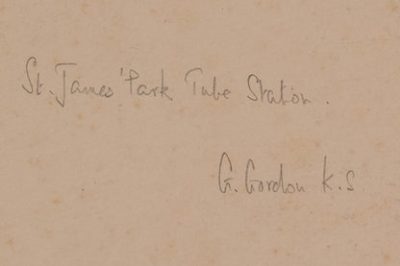 St. James' Park Tube Station.
G. Gordon K.S.